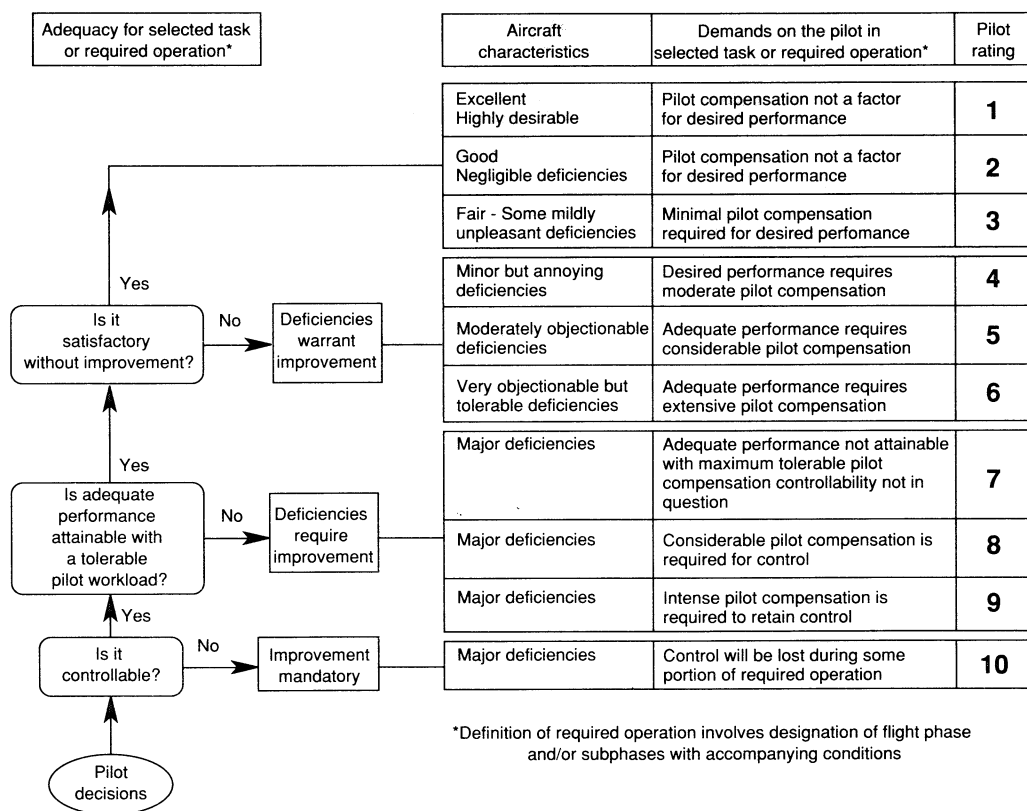 Adequacy for selected task
or required operation*
Aircraft
characteristics
Demands on the pilot in
selected task or required operation*
Pilot
rating
Excellent
Highly desirable
Pilot compensation not a factor
for desired performance
1
Good
Negligible deficiencies
Pilot compensation not a factor
for desired performance
2
Fair - Some mildly
unpleasant deficiencies
Minimal pilot compensation
required for desired perfomance
3
Yes
Minor but annoying
deficiencies
Desired performance requires
moderate pilot compensation
4
Is it
satisfactory
without improvement?
No
Deficiencies
warrant
improvement
Moderately objectionable
deficiencies
Adequate performance requires
considerable pilot compensation
5
Very objectionable but
tolerable deficiencies
Adequate performance requires
extensive pilot compensation
6
Yes
Major deficiencies
Adequate performance not attainable
with maximum tolerable pilot
compensation controllability not in
question
7
Is adequate
performance
attainable with
a tolerable
pilot workload?
No
Deficiencies
require
improvement
Major deficiencies
Considerable pilot compensation is
required for control
8
Major deficiencies
Intense pilot compensation is
required to retain control
9
Yes
Is it
controllable?
No
Improvement
mandatory
Major deficiencies
Control will be lost during some
portion of required operation
10
*Definition of required operation involves designation of flight phase
and/or subphases with accompanying conditions
Pilot
decisions